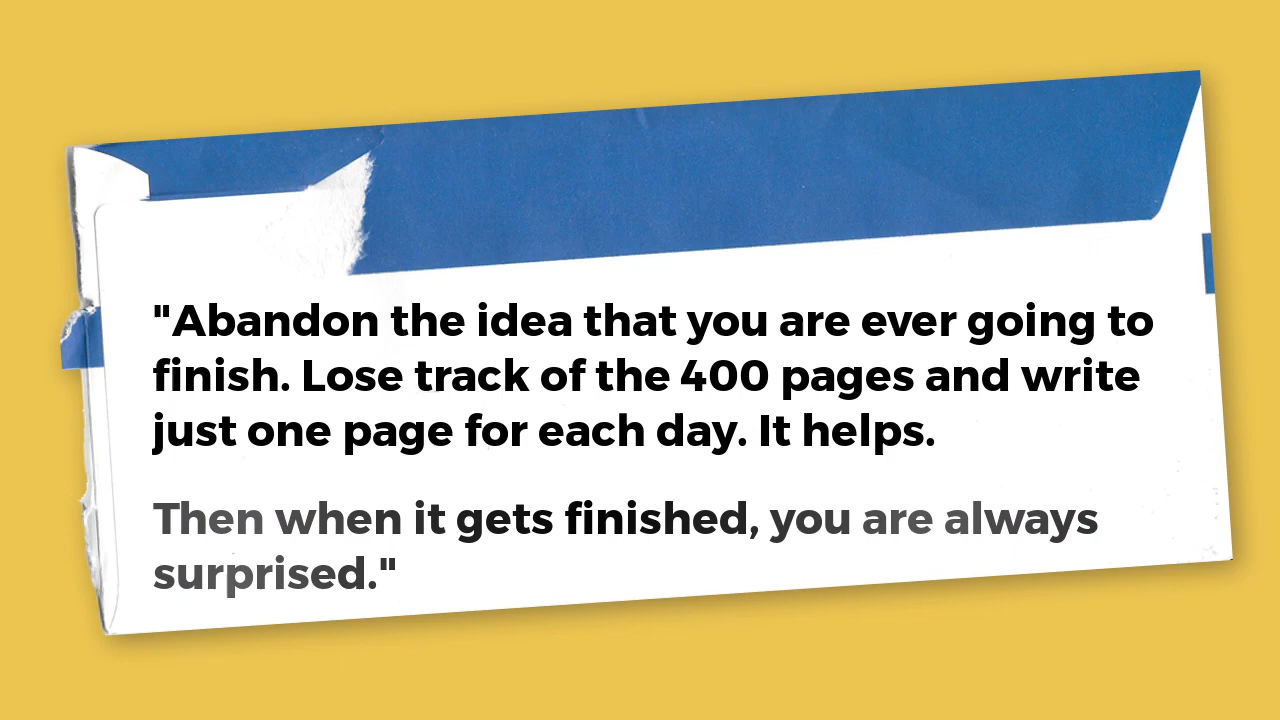 "Abandon the idea that you are ever going to
finish. Lose track of the 400 pages and write
just one page for each day. It helps.
Then when it gets finished, you are always
surprised."